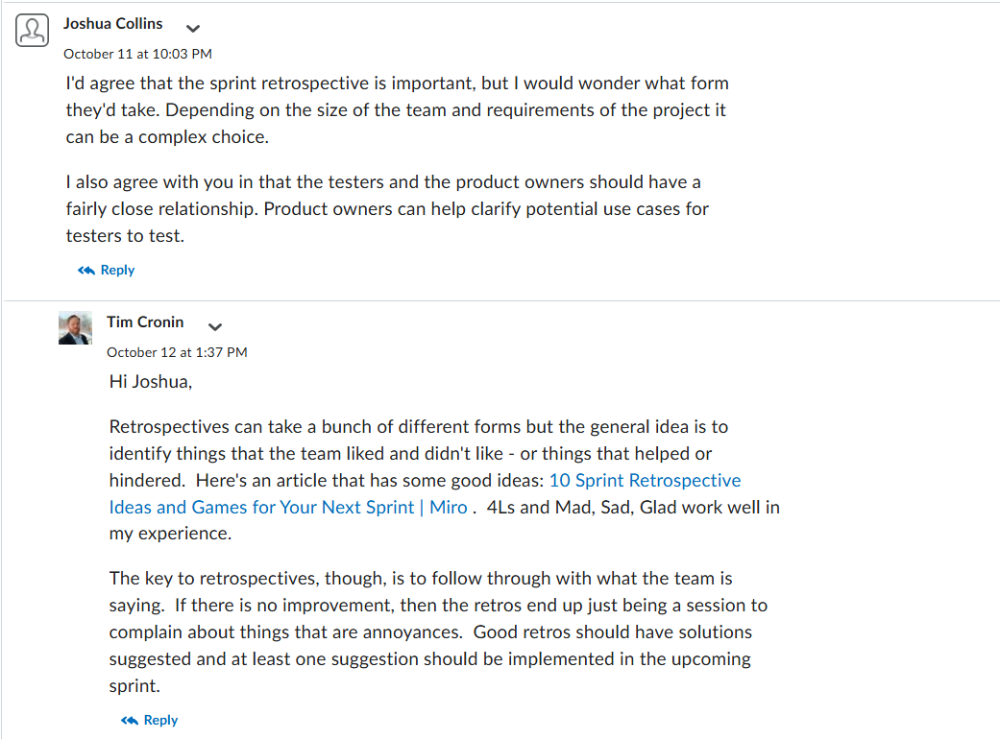 Joshua Collins
October 11 at 10:03 PM
I'd agree that the sprint retrospective is important, but I would wonder what form
they'd take. Depending on the size of the team and requirements of the project it
can be a complex choice.
I also agree with you in that the testers and the product owners should have a
fairly close relationship. Product owners can help clarify potential use cases for
testers to test.
Reply
Tim Cronin
October 12 at 1:37 PM
Hi Joshua,
Retrospectives can take a bunch of different forms but the general idea is to
identify things that the team liked and didn't like - or things that helped or
hindered.  Here's an article that has some good ideas: 10 Sprint Retrospective
Ideas and Games for Your Next Sprint | Miro .  4Ls and Mad, Sad, Glad work well in
my experience.
The key to retrospectives, though, is to follow through with what the team is
saying.  If there is no improvement, then the retros end up just being a session to
complain about things that are annoyances.  Good retros should have solutions
suggested and at least one suggestion should be implemented in the upcoming
sprint.
Reply